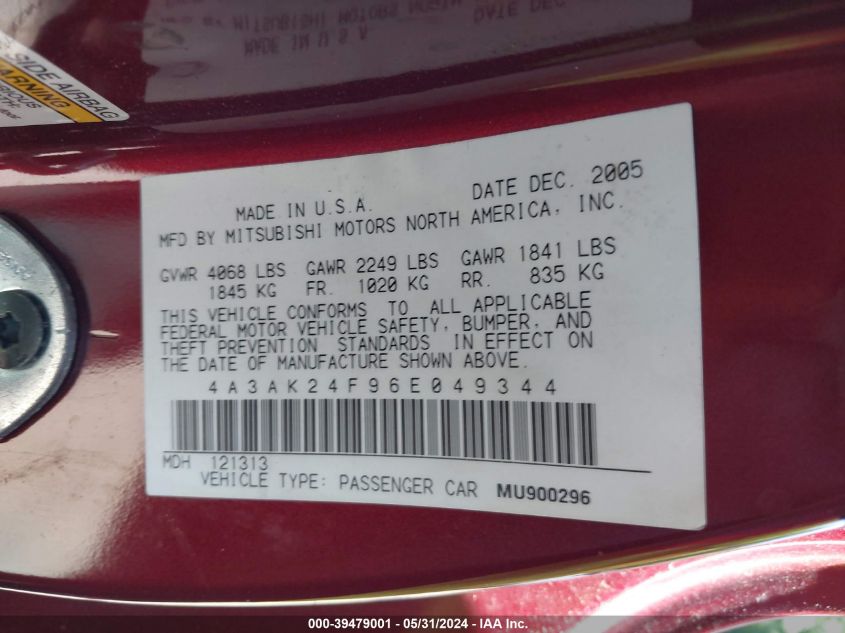 SIDE AIRBAG
WARNING
MADE IN U.S.A. DATE DEC. 2005
MFD BY MITSUBISHI MOTORS NORTH AMERICA, INC.
GVWR 4068 LBS GAWR 2249 LBS GAWR 1841 LBS
1845 KG FR. 1020 KG RR. 835 KG
THIS VEHICLE CONFORMS TO ALL APPLICABLE
FEDERAL MOTOR VEHICLE SAFETY, BUMPER, AND
THEFT PREVENTION STANDARDS IN EFFECT ON
THE DATE OF MANUFACTURE SHOWN ABOVE.
4A3AK24F96E049344
MDH 121313
VEHICLE TYPE: PASSENGER CAR MU900296
000-39479001 - 05/31/2024 - IAA Inc.